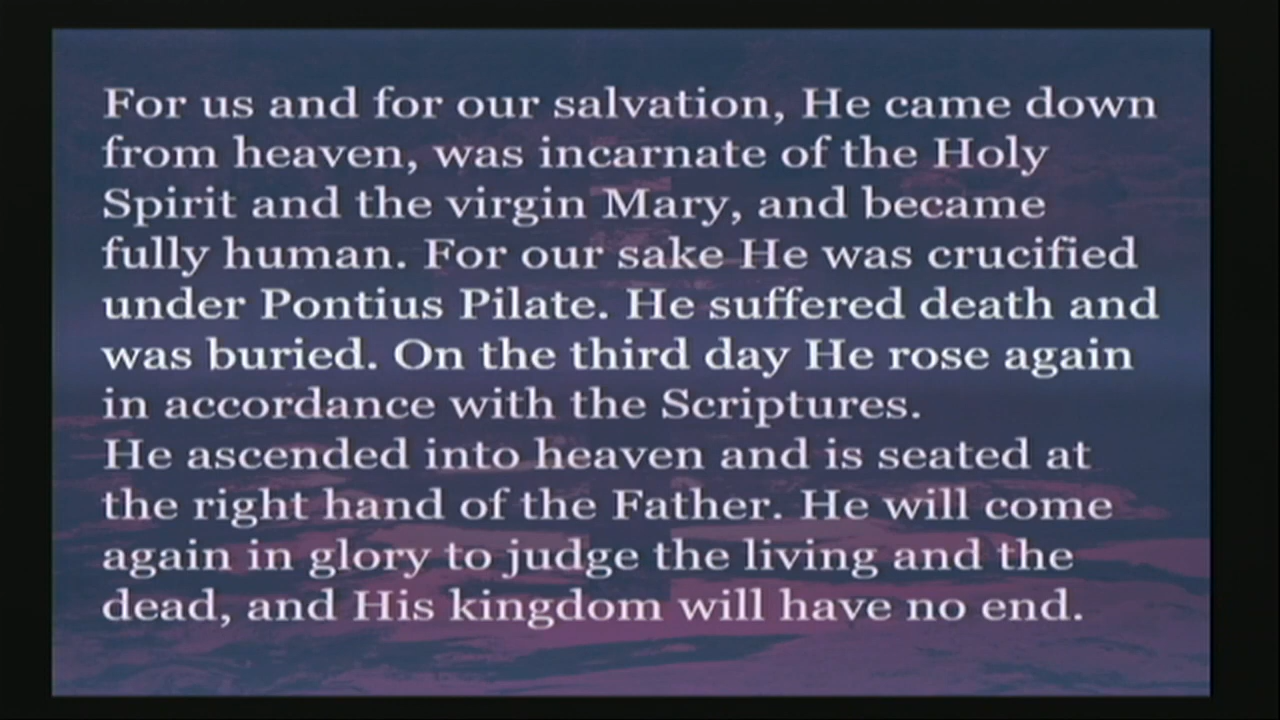 For us and for our salvation, He came down
from heaven, was incarnate of the Holy
Spirit and the virgin Mary, and became
fully human. For our sake He was crucified
under Pontius Pilate. He suffered death and
was buried. On the third day He rose again
in accordance with the Scriptures.
He ascended into heaven and is seated at
the right hand of the Father. He will come
again in glory to judge the living and the
dead, and His kingdom will have no end.